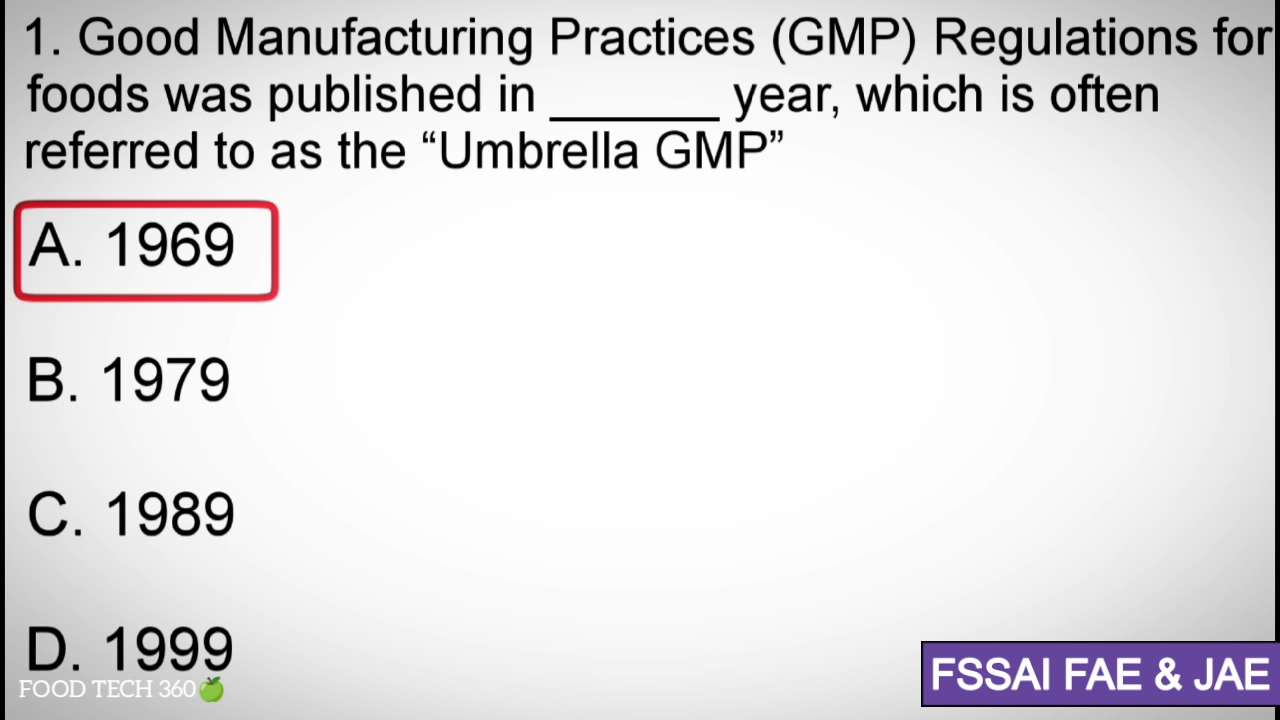 1. Good Manufacturing Practices (GMP) Regulations for
foods was published in _______ year, which is often
referred to as the “Umbrella GMP”
A. 1969
B. 1979
C. 1989
D. 1999
FOOD TECH 360🍏
FSSAI FAE & JAE